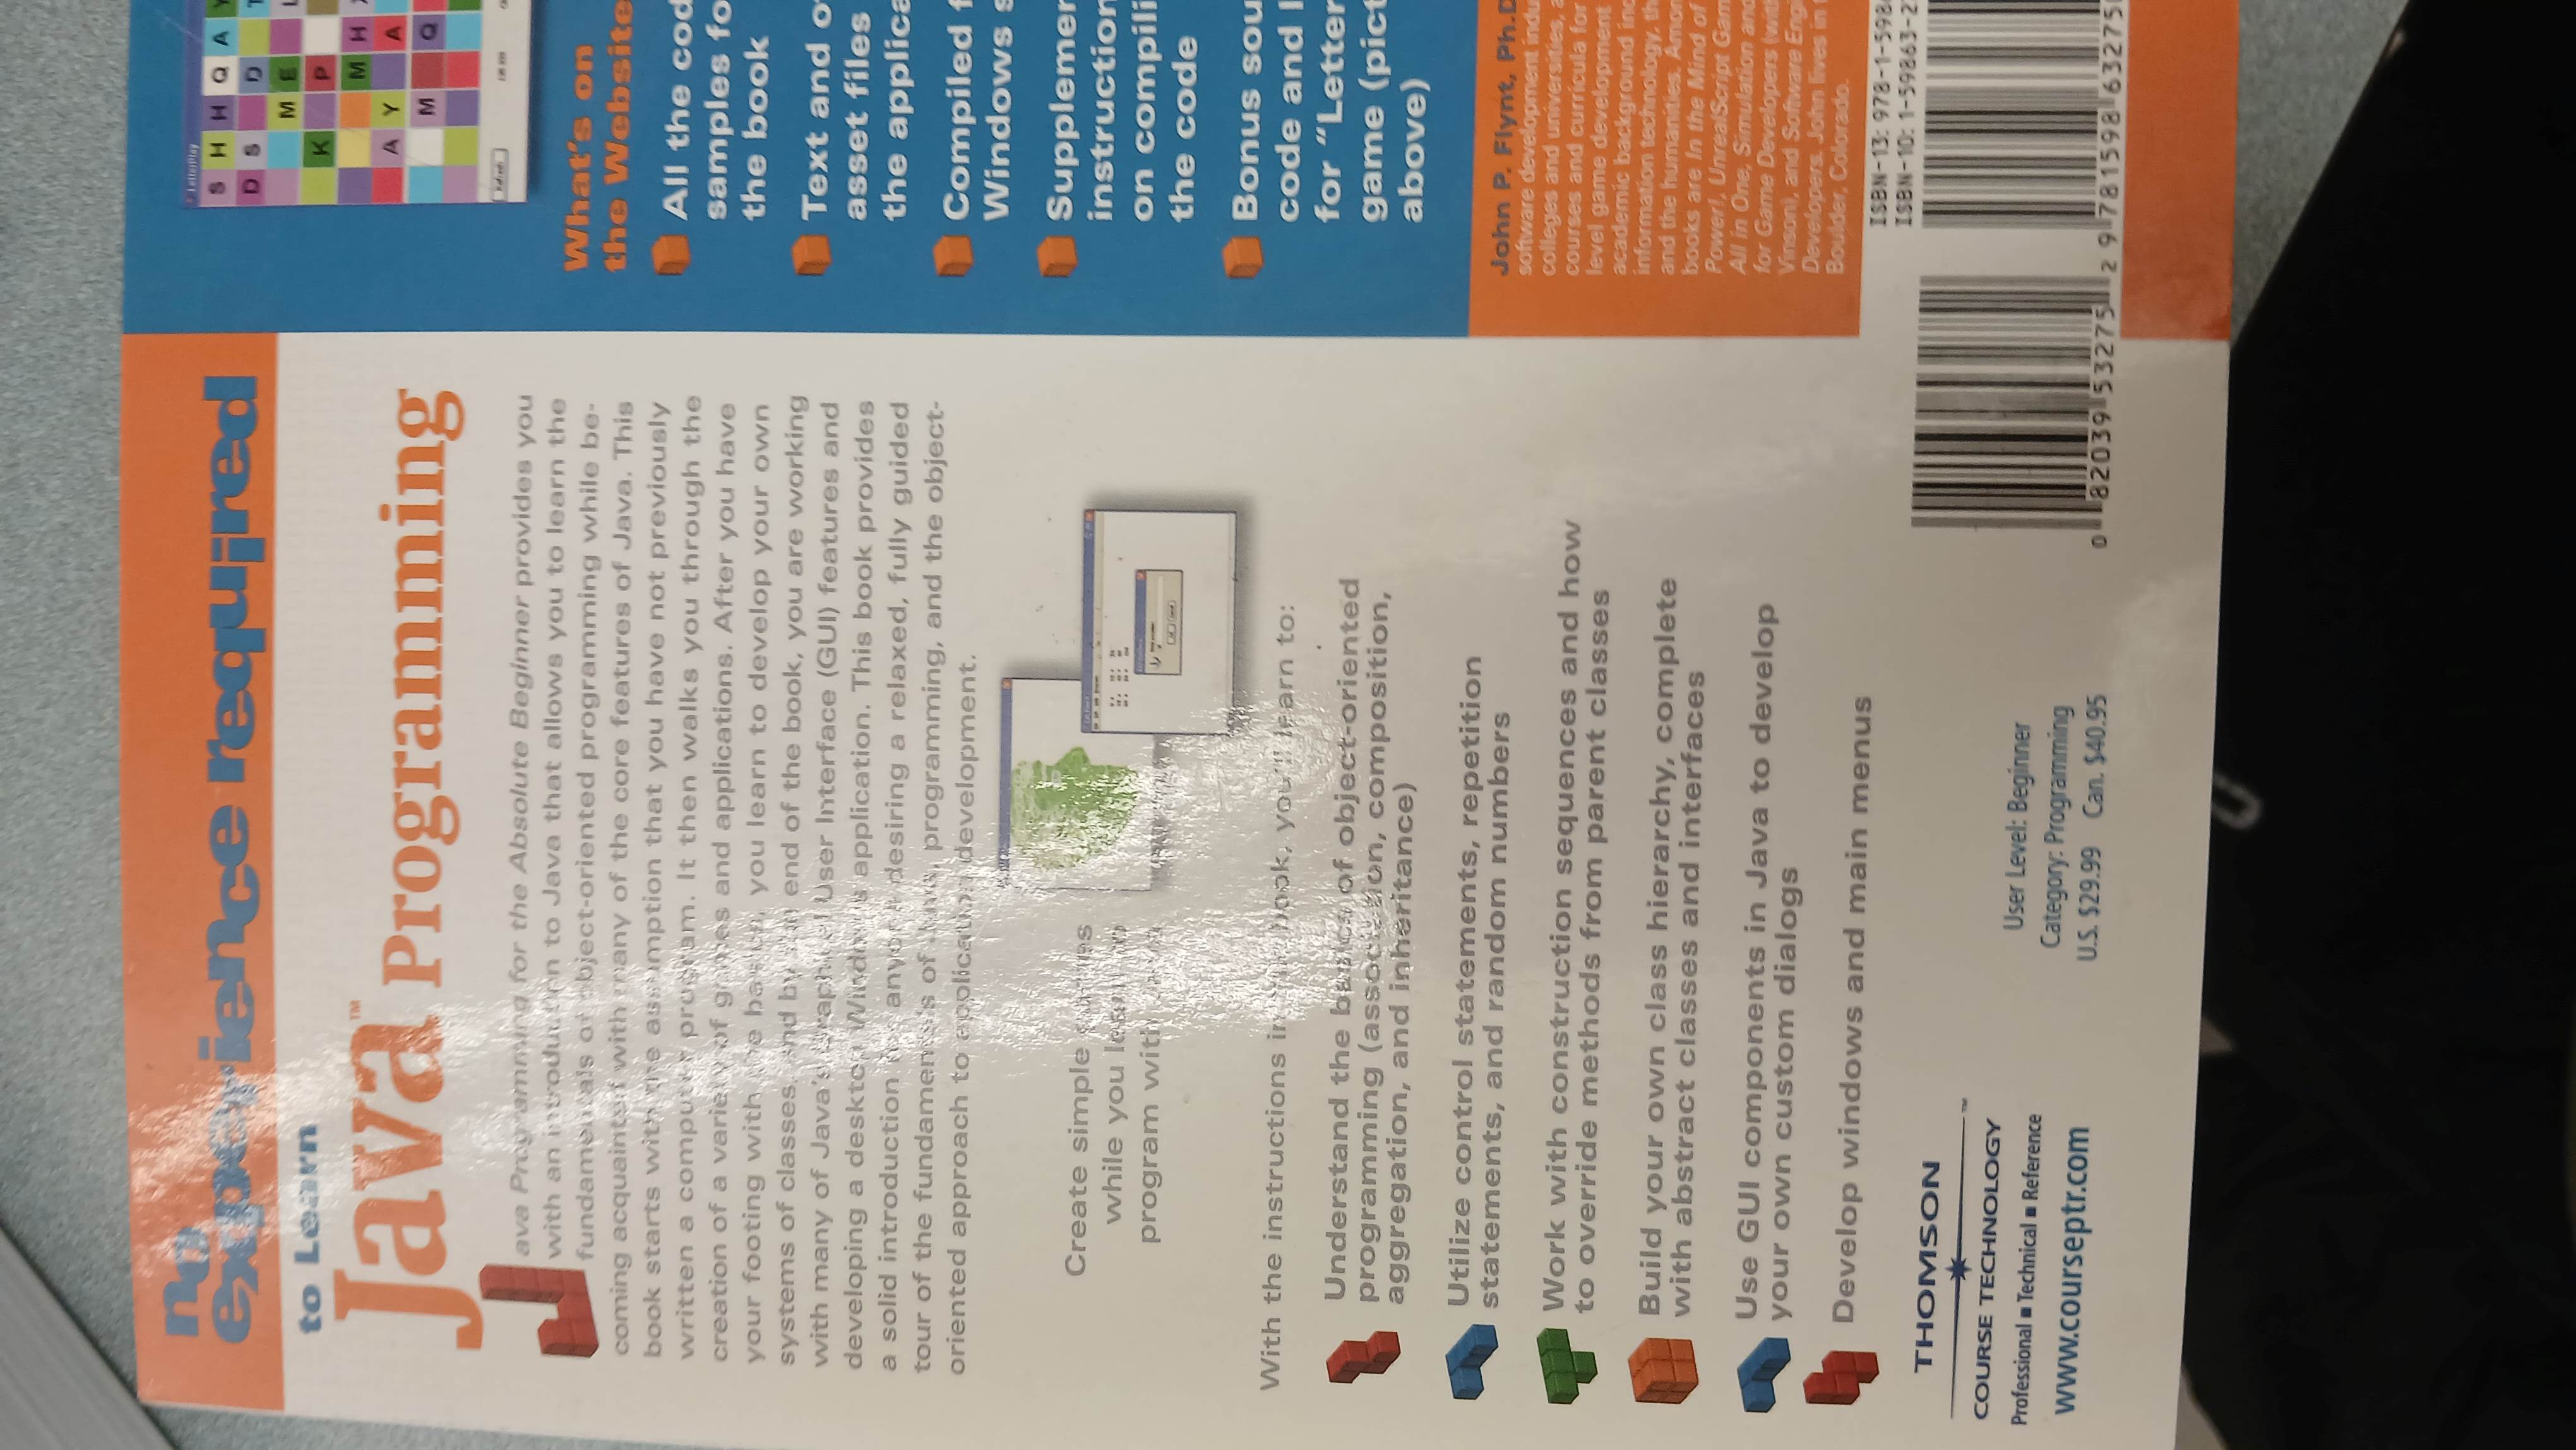 no
experience required
to Learn
Java™ Programming
Java Programming for the Absolute Beginner provides you
with an introduction to Java that allows you to learn the
fundamentals of object-oriented programming while be-
coming acquainted with many of the core features of Java. This
book starts with the assumption that you have not previously
written a computer program. It then walks you through the
creation of a variety of games and applications. After you have
your footing with the basics, you learn to develop your own
systems of classes, and by the end of the book, you are working
with many of Java's Graphical User Interface (GUI) features and
developing a desktop Windows application. This book provides
a solid introduction for anyone desiring a relaxed, fully guided
tour of the fundamentals of Java, programming, and the object-
oriented approach to application development.
Create simple games
while you learn to
program with Java
With the instructions in this book, you'll learn to:
Understand the basics of object-oriented
programming (association, composition,
aggregation, and inheritance)
Utilize control statements, repetition
statements, and random numbers
Work with construction sequences and how
to override methods from parent classes
Build your own class hierarchy, complete
with abstract classes and interfaces
Use GUI components in Java to develop
your own custom dialogs
Develop windows and main menus
THOMSON
™
COURSE TECHNOLOGY
Professional ■ Technical ■ Reference
www.courseptr.com
User Level: Beginner
Category: Programming
U.S. $29.99 Can. $40.95
0 82039 53275 2
LetterPlay
S H H Q A
D S D
M E
K P
M H
A Y A
M Q
Refresh
What's on
the Website
All the cod
samples fo
the book
Text and o
asset files
the applica
Compiled f
Windows s
Supplemen
instruction
on compili
the code
Bonus sou
code and
for "Letter
game (pict
above)
John P. Flynt, Ph.D
software development indu
colleges and universities, a
courses and curricula for
level game development
academic background inc
information technology, th
and the humanities. Amon
books are In the Mind of
Power!, UnrealScript Gam
All in One, Simulation and
for Game Developers (with
Vinson), and Software Engi
Developers. John lives in
Boulder, Colorado.
ISBN-13: 978-1-598
ISBN-10: 1-59863-2
9 781598 63275